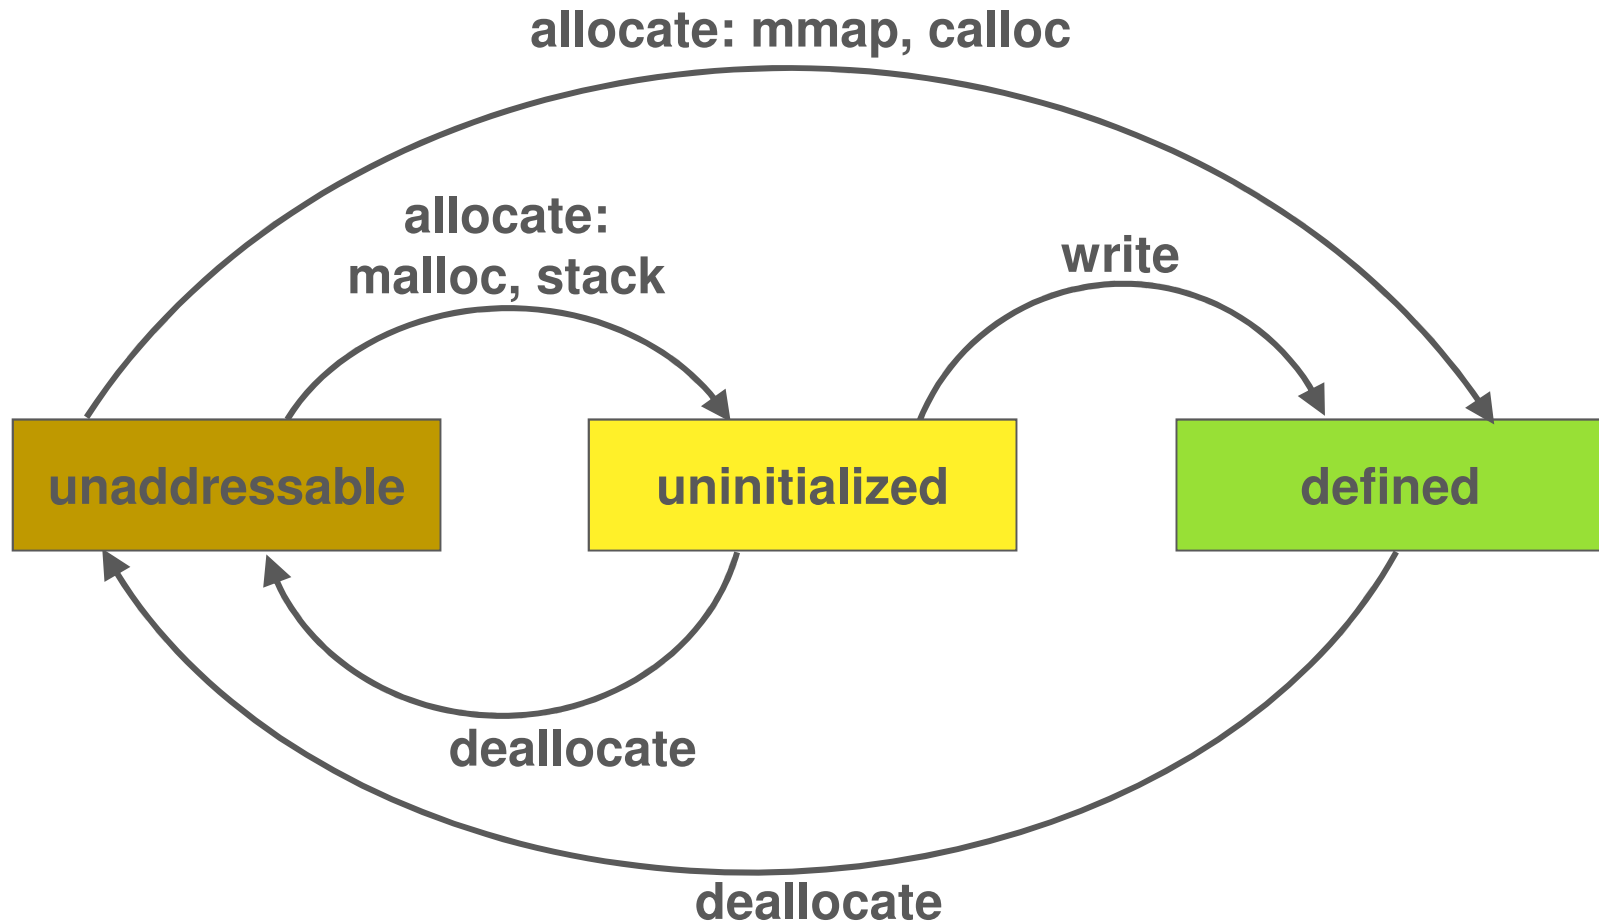 allocate: mmap, calloc
allocate:
malloc, stack
write
unaddressable
uninitialized
defined
deallocate
deallocate